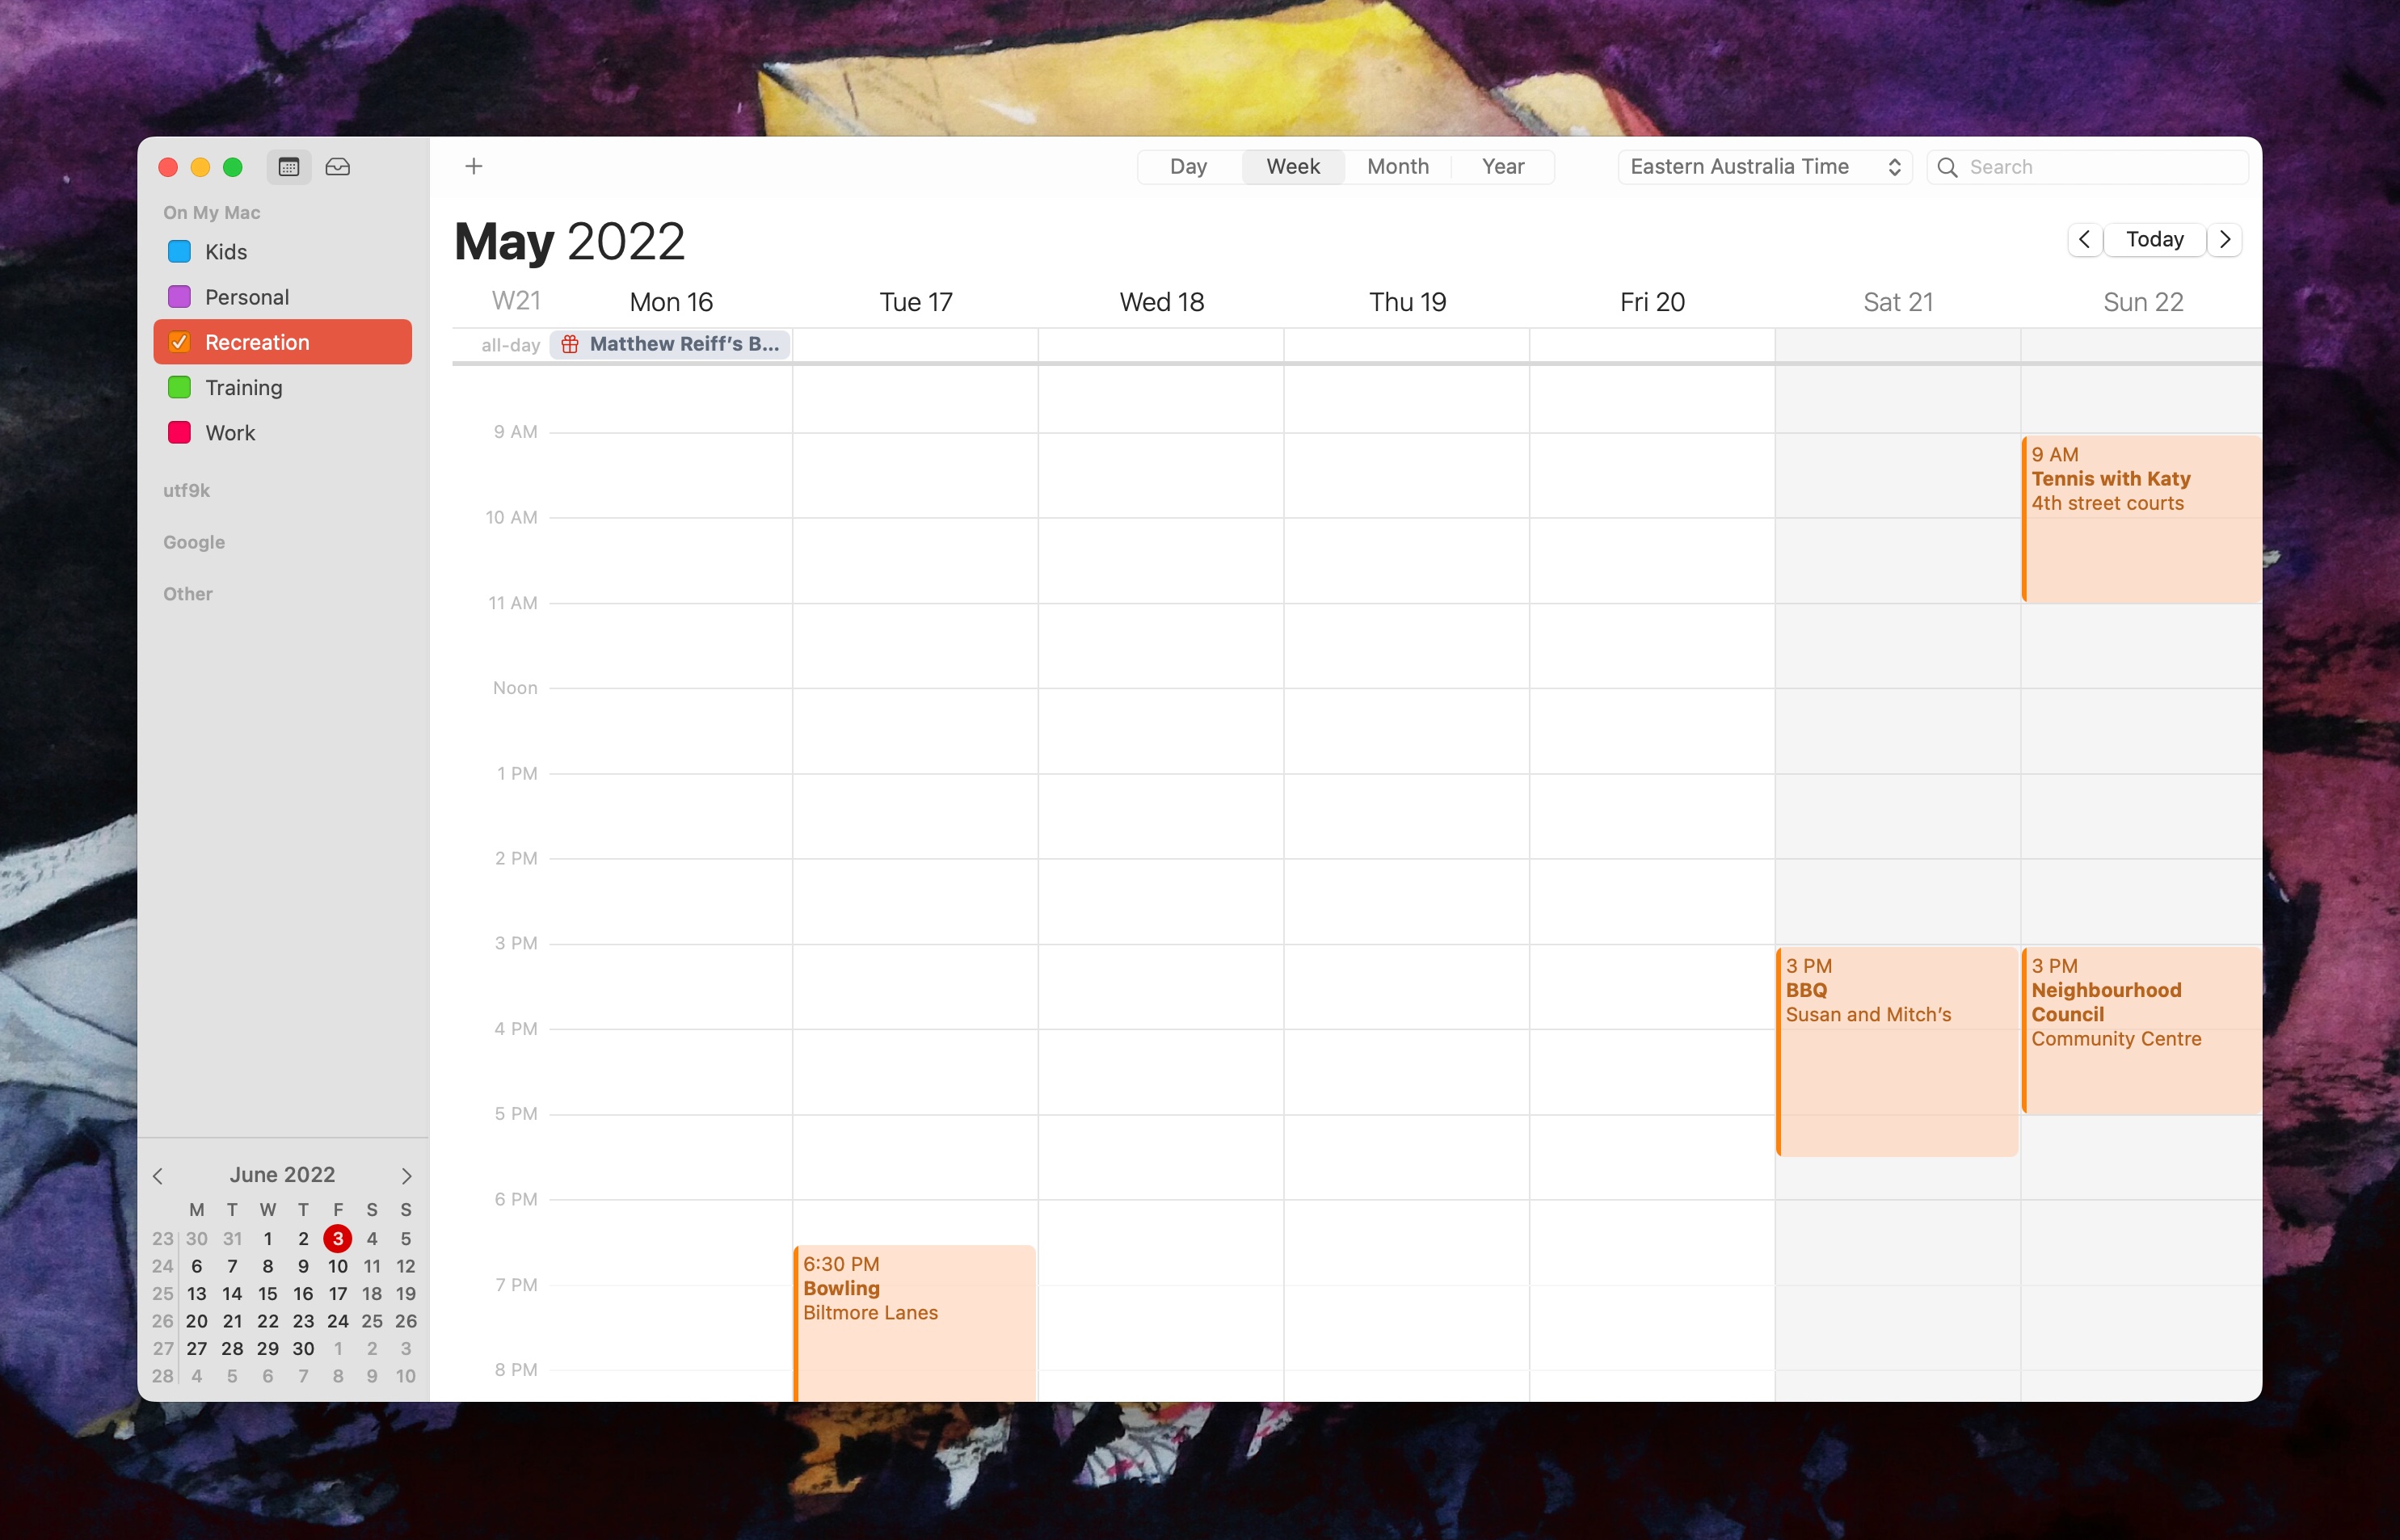 On My Mac
Kids
Personal
Recreation
Training
Work
utf9k
Google
Other
June 2022
M T W T F S S
23 30 31 1 2 3 4 5
24 6 7 8 9 10 11 12
25 13 14 15 16 17 18 19
26 20 21 22 23 24 25 26
27 27 28 29 30 1 2 3
28 4 5 6 7 8 9 10
Day Week Month Year Eastern Australia Time Search
May 2022 Today
W21 Mon 16 Tue 17 Wed 18 Thu 19 Fri 20 Sat 21 Sun 22
all-day Matthew Reiff’s B...
9 AM
9 AM
Tennis with Katy
4th street courts
10 AM
11 AM
Noon
1 PM
2 PM
3 PM
3 PM
BBQ
Susan and Mitch’s
3 PM
Neighbourhood
Council
Community Centre
4 PM
5 PM
6 PM
6:30 PM
Bowling
Biltmore Lanes
7 PM
8 PM